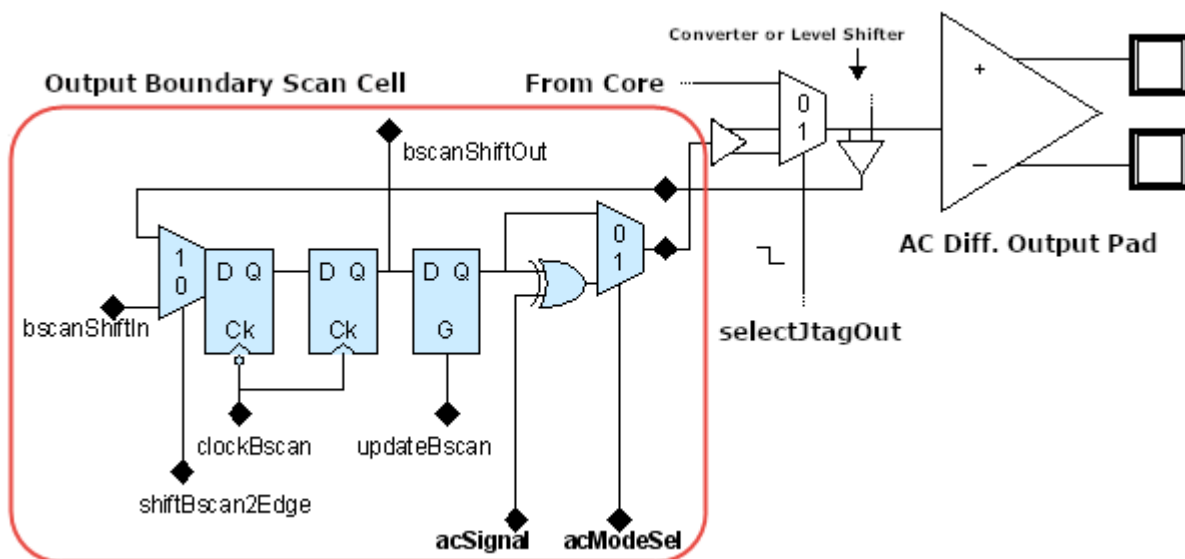 Converter or Level Shifter
Output Boundary Scan Cell
From Core
+
0
1
bscanShiftOut
−
AC Diff. Output Pad
0
1
1
0
D Q
D Q
D Q
bscanShiftIn
Ck
Ck
G
selectJtagOut
clockBscan
updateBscan
shiftBscan2Edge
acSignal
acModeSel